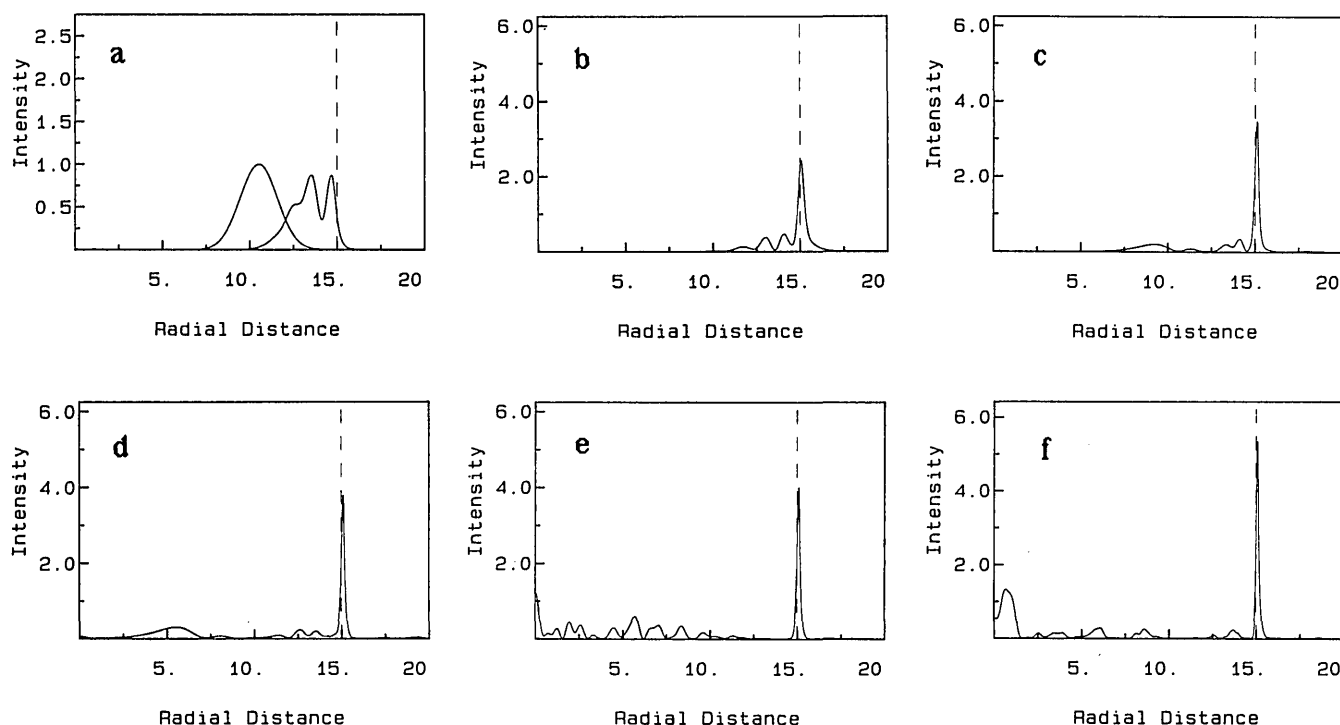 a
Intensity
2.5
2.0
1.5
1.0
0.5
5. 10. 15. 20
Radial Distance
b
Intensity
6.0
4.0
2.0
5. 10. 15. 20
Radial Distance
c
Intensity
6.0
4.0
2.0
5. 10. 15. 20
Radial Distance
d
Intensity
6.0
4.0
2.0
5. 10. 15. 20
Radial Distance
e
Intensity
6.0
4.0
2.0
5. 10. 15. 20
Radial Distance
f
Intensity
6.0
4.0
2.0
5. 10. 15. 20
Radial Distance